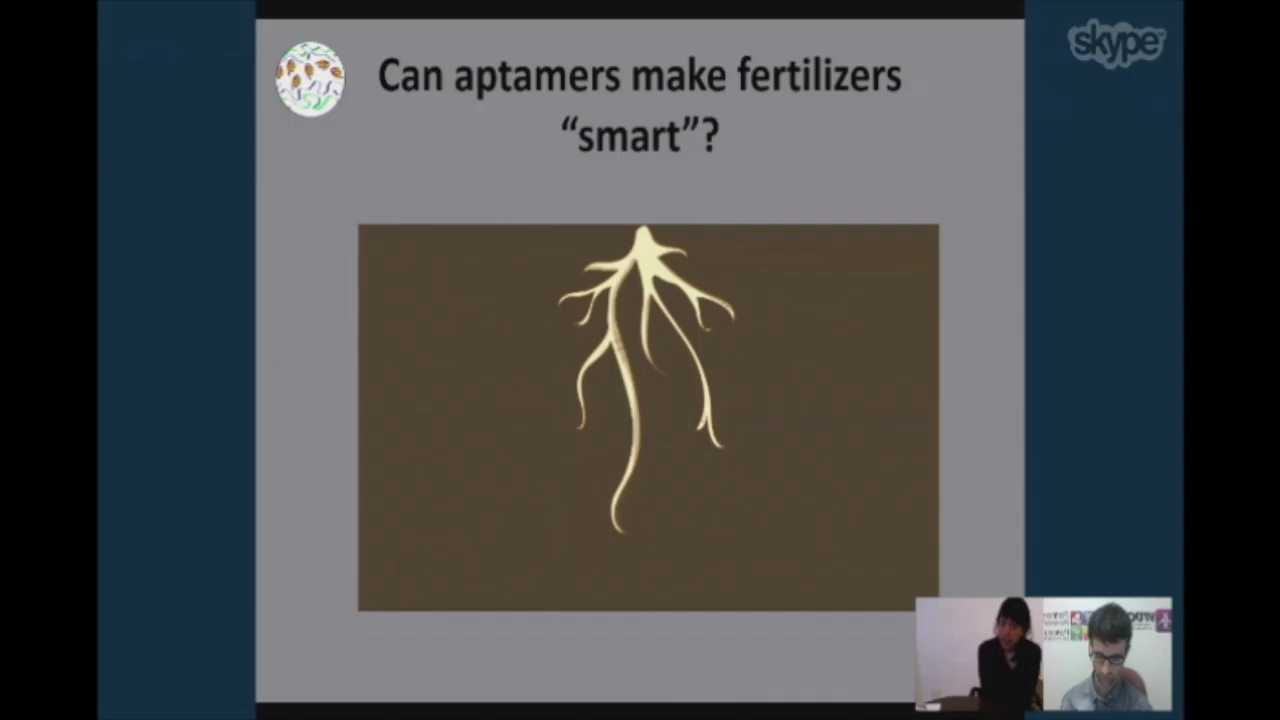 Can aptamers make fertilizers
“smart”?
skype